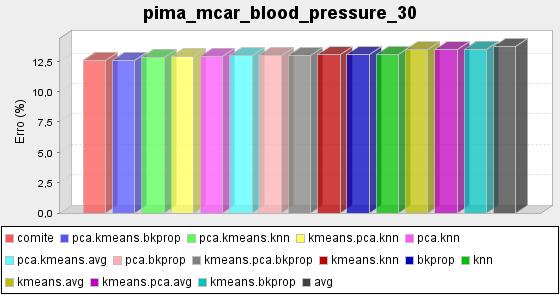 pima_mcar_blood_pressure_30
12,5
10,0
7,5
5,0
2,5
0,0
Erro (%)
comite pca.kmeans.bkprop pca.kmeans.knn kmeans.pca.knn pca.knn
pca.kmeans.avg pca.bkprop kmeans.pca.bkprop kmeans.knn bkprop knn
kmeans.avg kmeans.pca.avg kmeans.bkprop avg